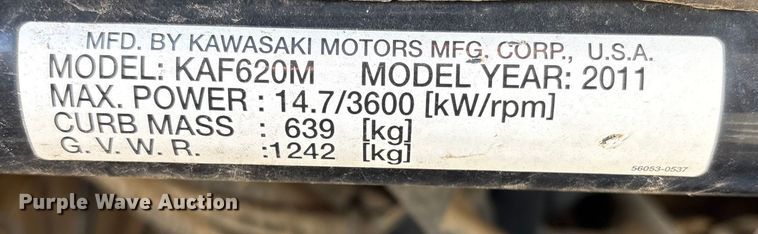 MFD. BY KAWASAKI MOTORS MFG. CORP., U.S.A.
MODEL: KAF620M MODEL YEAR: 2011
MAX. POWER : 14.7/3600 [kW/rpm]
CURB MASS : 639 [kg]
G. V. W. R. :1242 [kg]
56053-0537
Purple Wave Auction